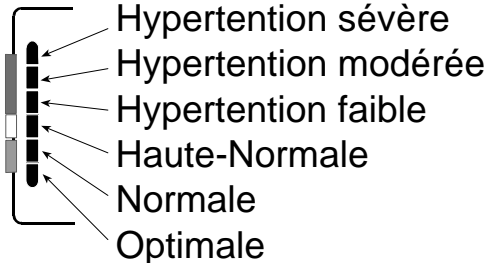 Hypertention sévère
Hypertention modérée
Hypertention faible
Haute-Normale
Normale
Optimale